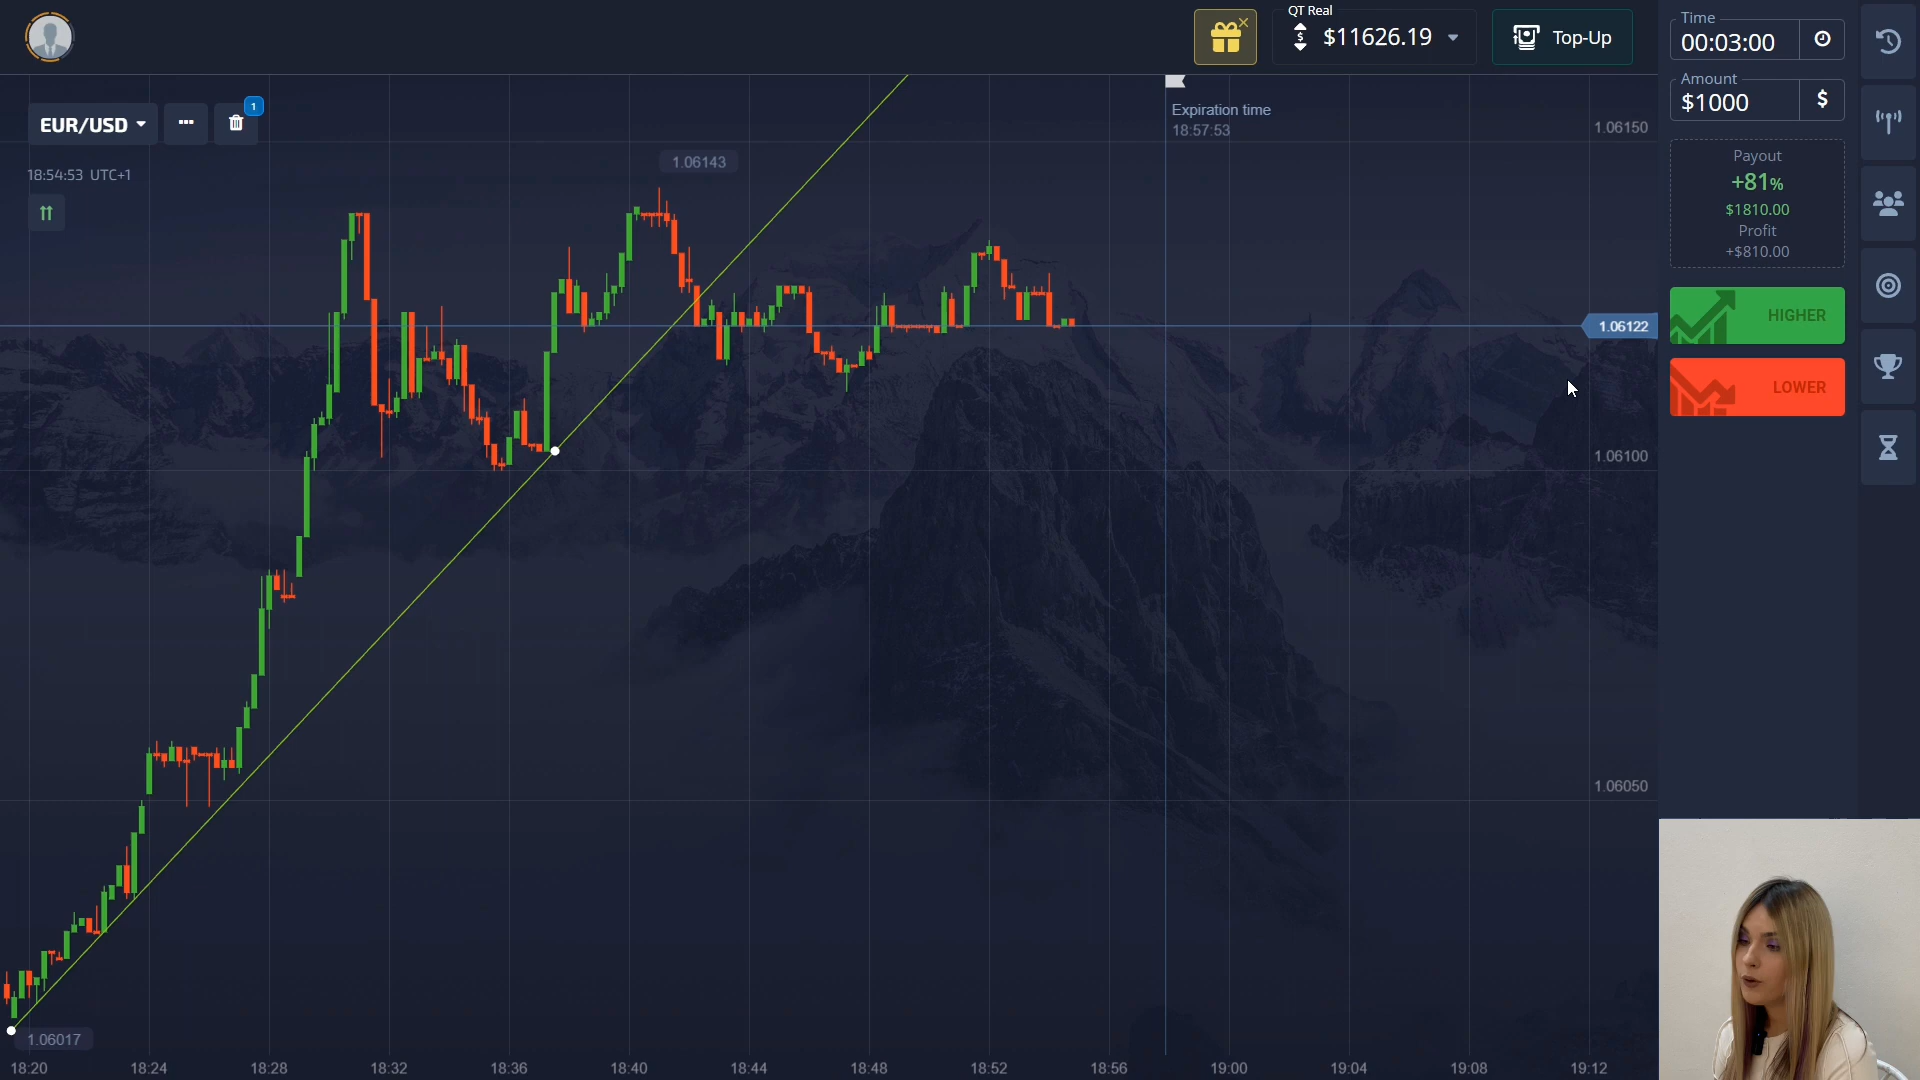 QT Real
$11626.19
Top-Up
Time
00:03:00
Amount
$1000
$
Payout
+81%
$1810.00
Profit
+$810.00
HIGHER
LOWER
EUR/USD
1
18:54:53 UTC+1
Expiration time
18:57:53
1.06143
1.06150
1.06122
1.06100
1.06050
1.06017
18:20
18:24
18:28
18:32
18:36
18:40
18:44
18:48
18:52
18:56
19:00
19:04
19:08
19:12